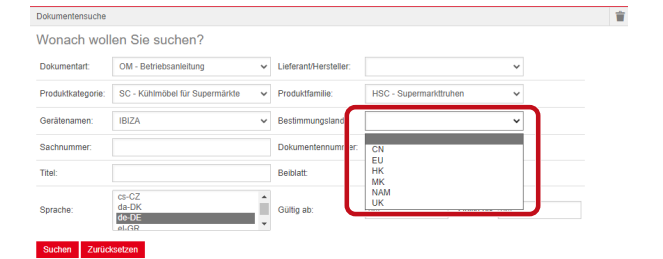 Dokumentensuche
Wonach wollen Sie suchen?
Dokumentart: OM - Betriebsanleitung Lieferant/Hersteller:
Produktkategorie: SC - Kühlmöbel für Supermärkte Produktfamilie: HSC - Supermarkttruhen
Gerätenamen: IBIZA Bestimmungsland
Sachnummer: Dokumentennummer:
CN
EU
HK
MK
NAM
UK
Titel: Beiblatt:
Sprache:
cs-CZ
da-DK
de-DE
el-GR
Gültig ab:
Suchen Zurücksetzen